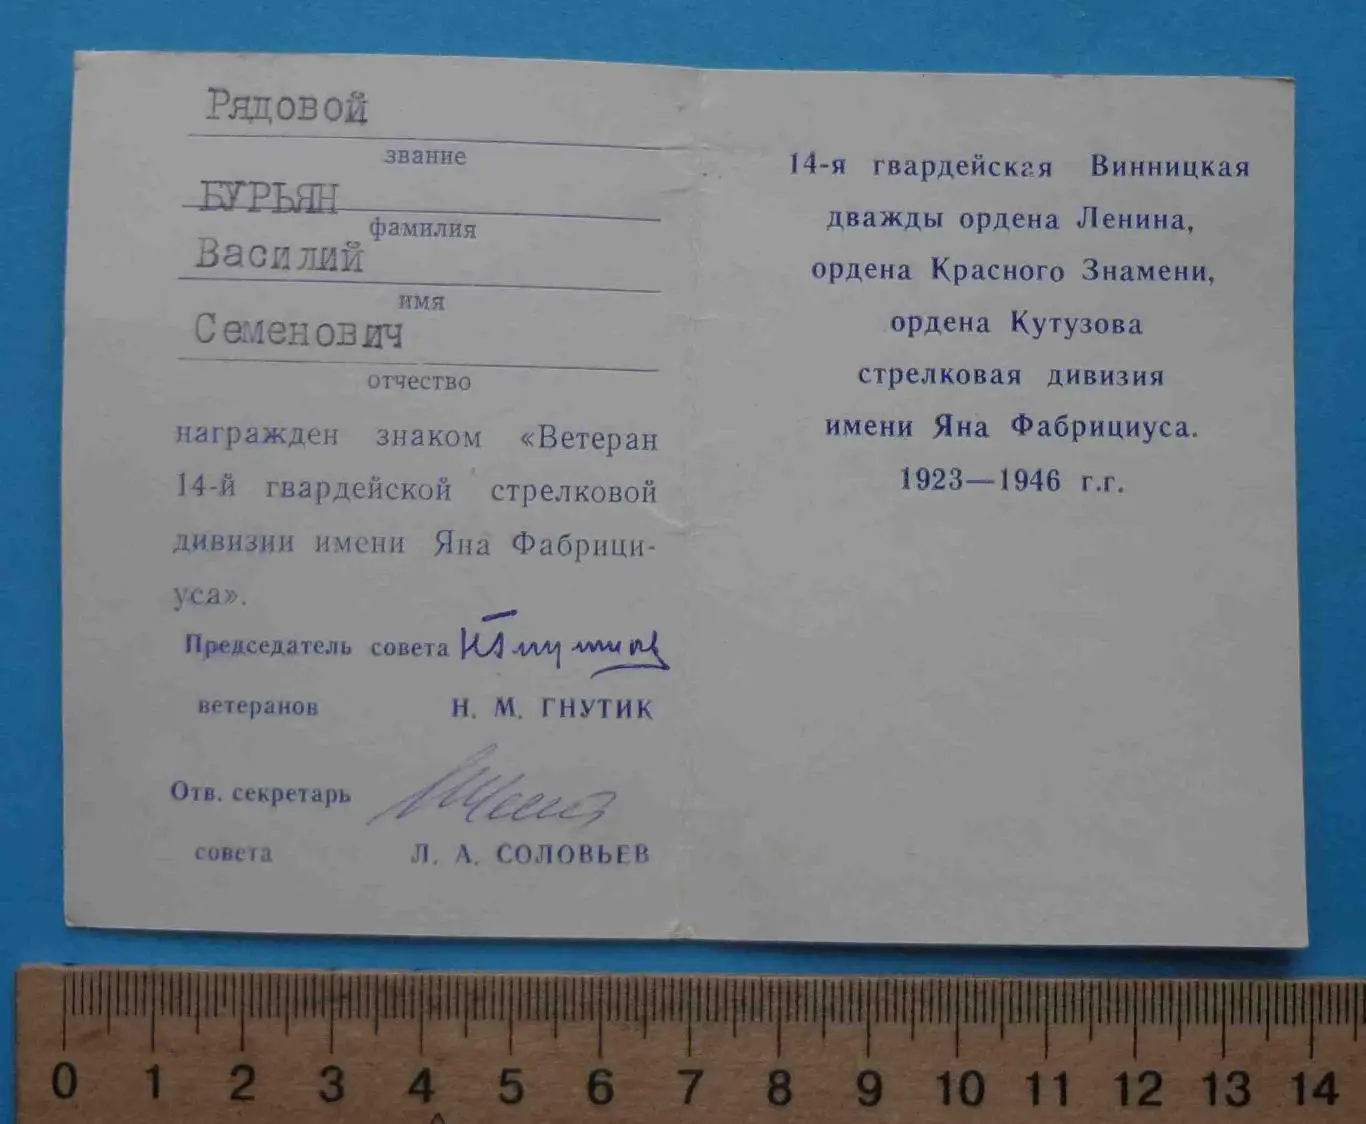 Рядовой
звание
БУРЬЯН
фамилия
Василий
имя
Семенович
отчество
награжден знаком «Ветеран
14-й гвардейской стрелковой
дивизии имени Яна Фабрици-
уса».
Председатель совета
ветеранов Н. М. ГНУТИК
Отв. секретарь
совета Л. А. СОЛОВЬЕВ
14-я гвардейская Винницкая
дважды ордена Ленина,
ордена Красного Знамени,
ордена Кутузова
стрелковая дивизия
имени Яна Фабрициуса.
1923—1946 г.г.
0 1 2 3 4 5 6 7 8 9 10 11 12 13 14